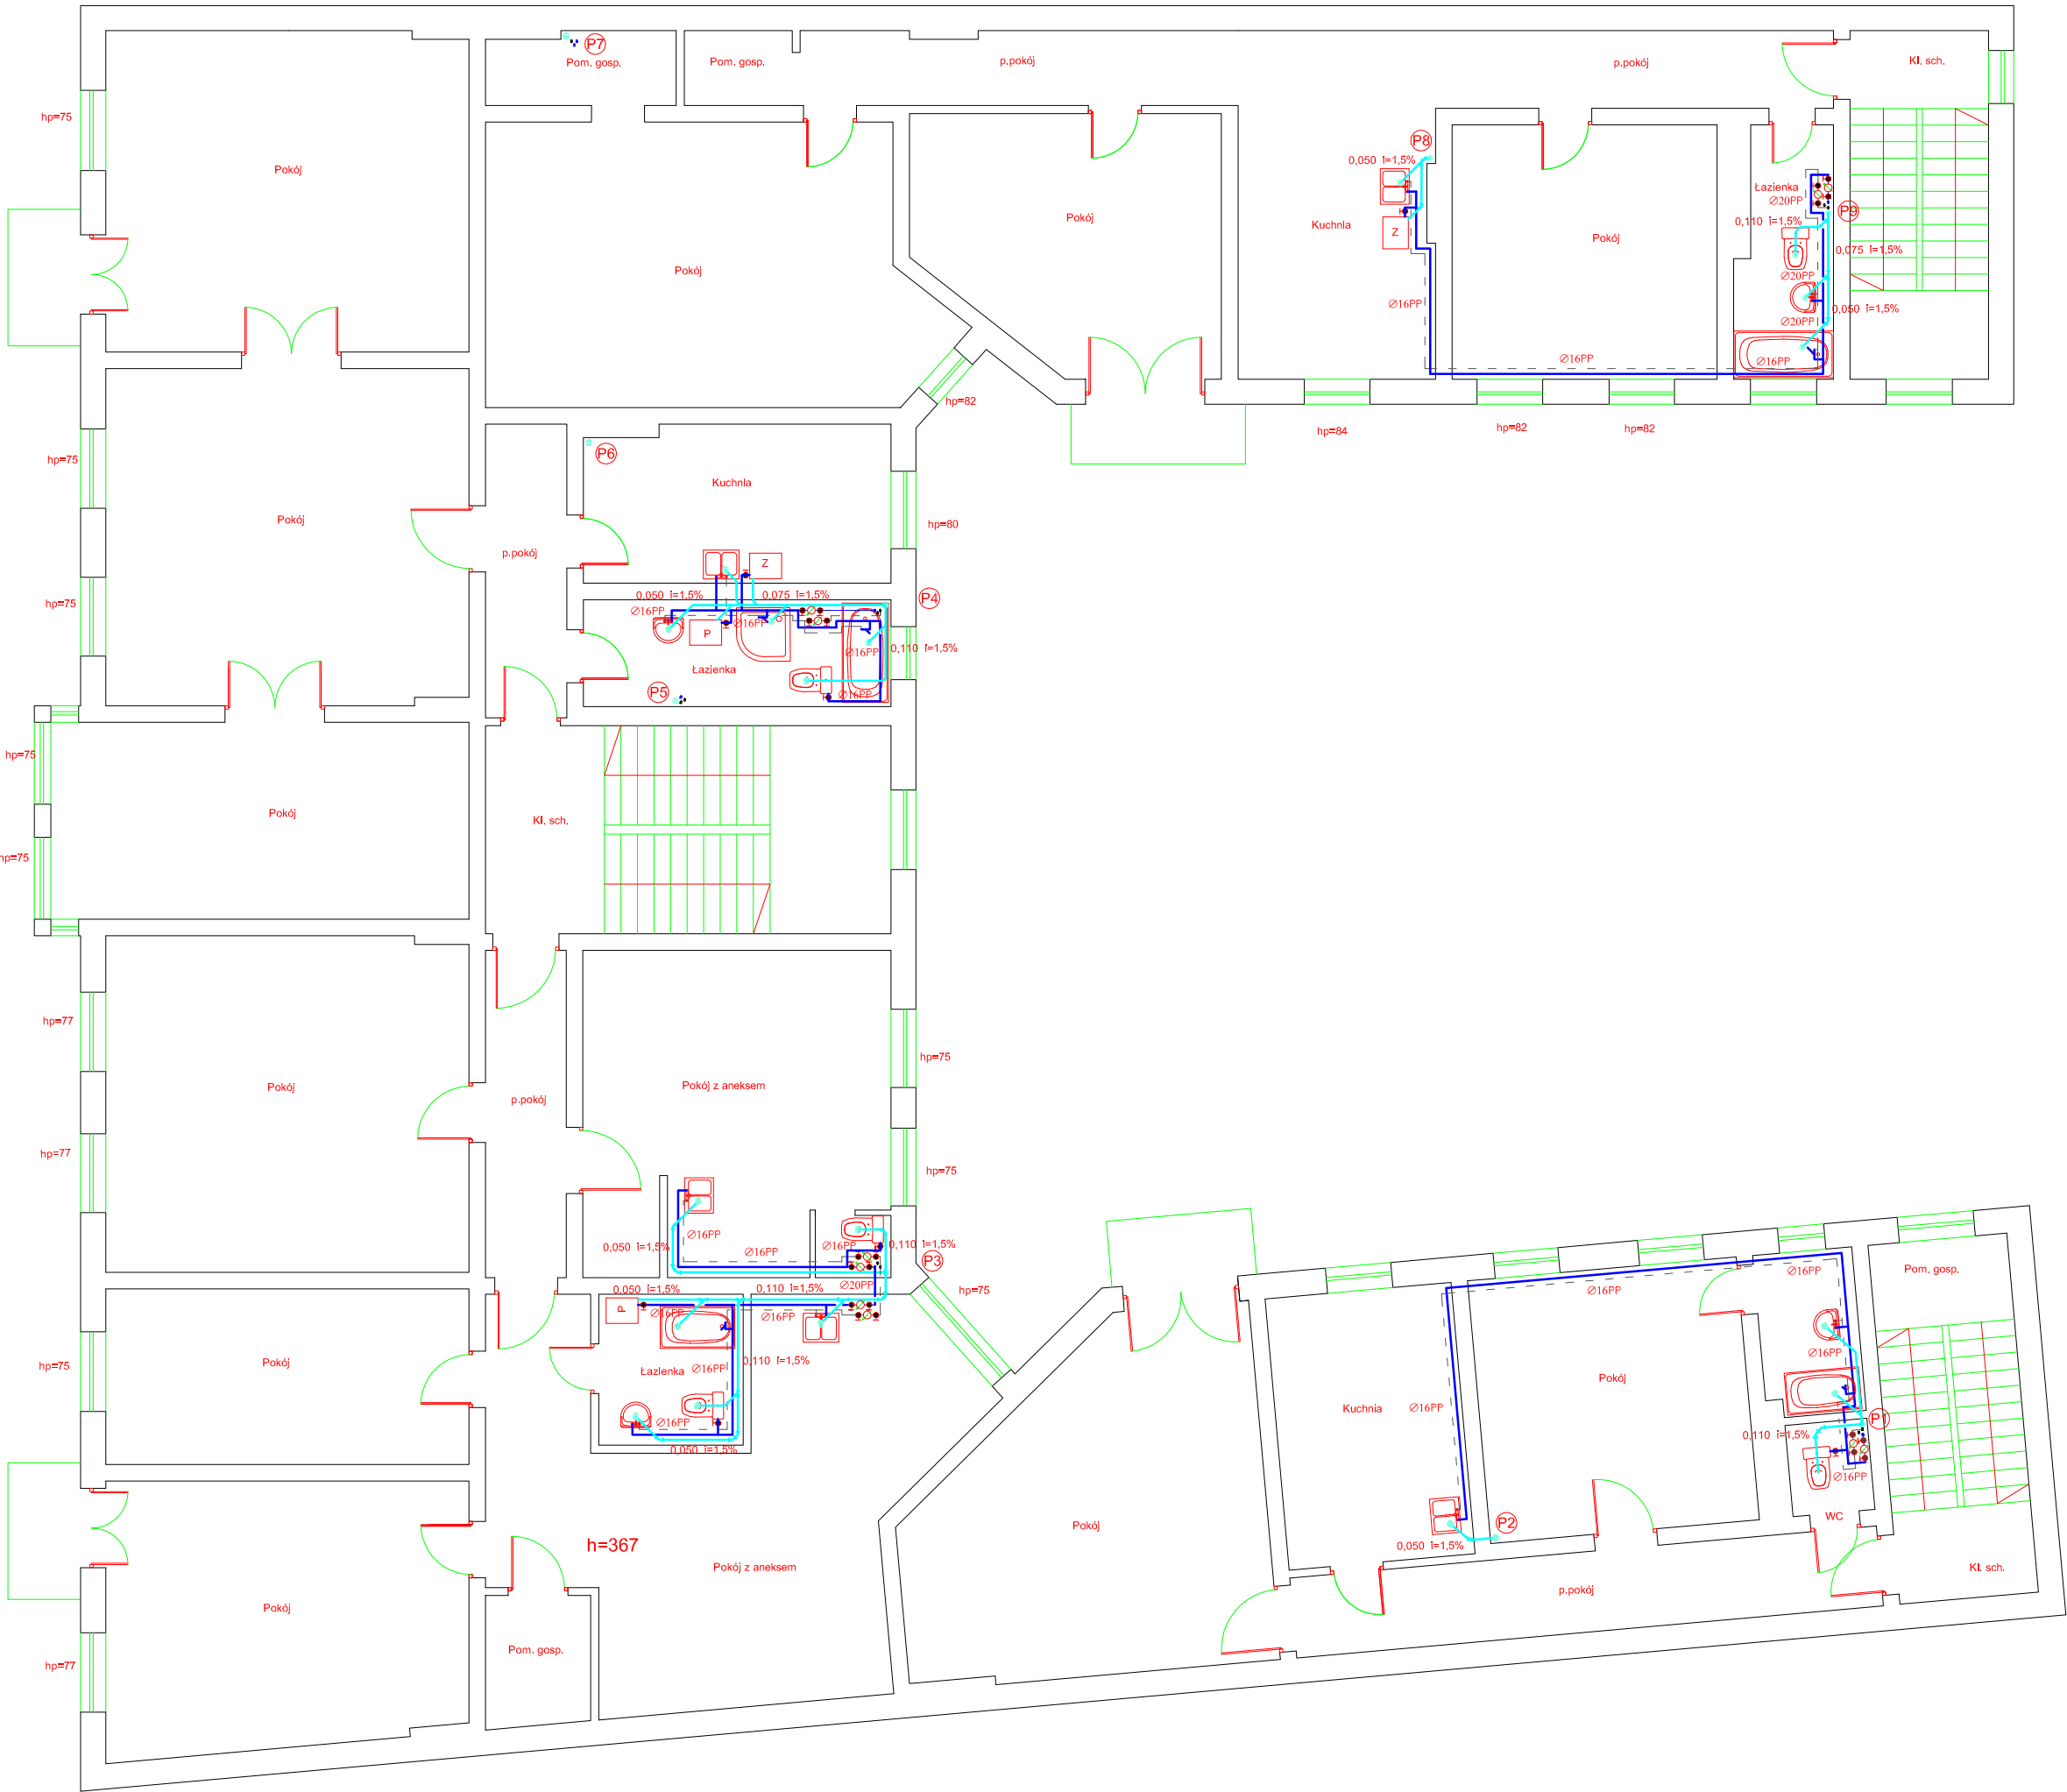 P7
Pom. gosp.
Pom. gosp.
p.pokój
p.pokój
Kl. sch.
hp=75
Pokój
P8
0,050 i=1,5%
Łazienka
∅20PP
P9
Pokój
Kuchnia
Z
Pokój
0,110 i=1,5%
0,075 i=1,5%
Pokój
∅20PP
∅16PP
0,050 i=1,5%
∅20PP
∅16PP
∅16PP
hp=82
hp=84
hp=82
hp=82
hp=75
P6
Kuchnia
Pokój
hp=80
p.pokój
Z
hp=75
0,050 i=1,5%
0,075 i=1,5%
P4
∅16PP
P
∅16PP
∅16PP
0,110 i=1,5%
Łazienka
P5
∅16PP
hp=75
Pokój
Kl. sch.
hp=75
hp=77
hp=75
Pokój
Pokój z aneksem
p.pokój
hp=77
hp=75
∅16PP
0,050 i=1,5%
∅16PP
∅16PP
0,110 i=1,5%
P3
∅20PP
0,050 i=1,5%
0,110 i=1,5%
hp=75
P
∅16PP
∅16PP
hp=75
Pokój
Łazienka
∅16PP
0,110 i=1,5%
∅16PP
0,050 i=1,5%
Pom. gosp.
∅16PP
∅16PP
∅16PP
Pokój
Kuchnia
∅16PP
P1
0,110 i=1,5%
∅16PP
WC
P2
0,050 i=1,5%
Pokój
h=367
Pokój z aneksem
Kl. sch.
p.pokój
Pokój
Pom. gosp.
hp=77